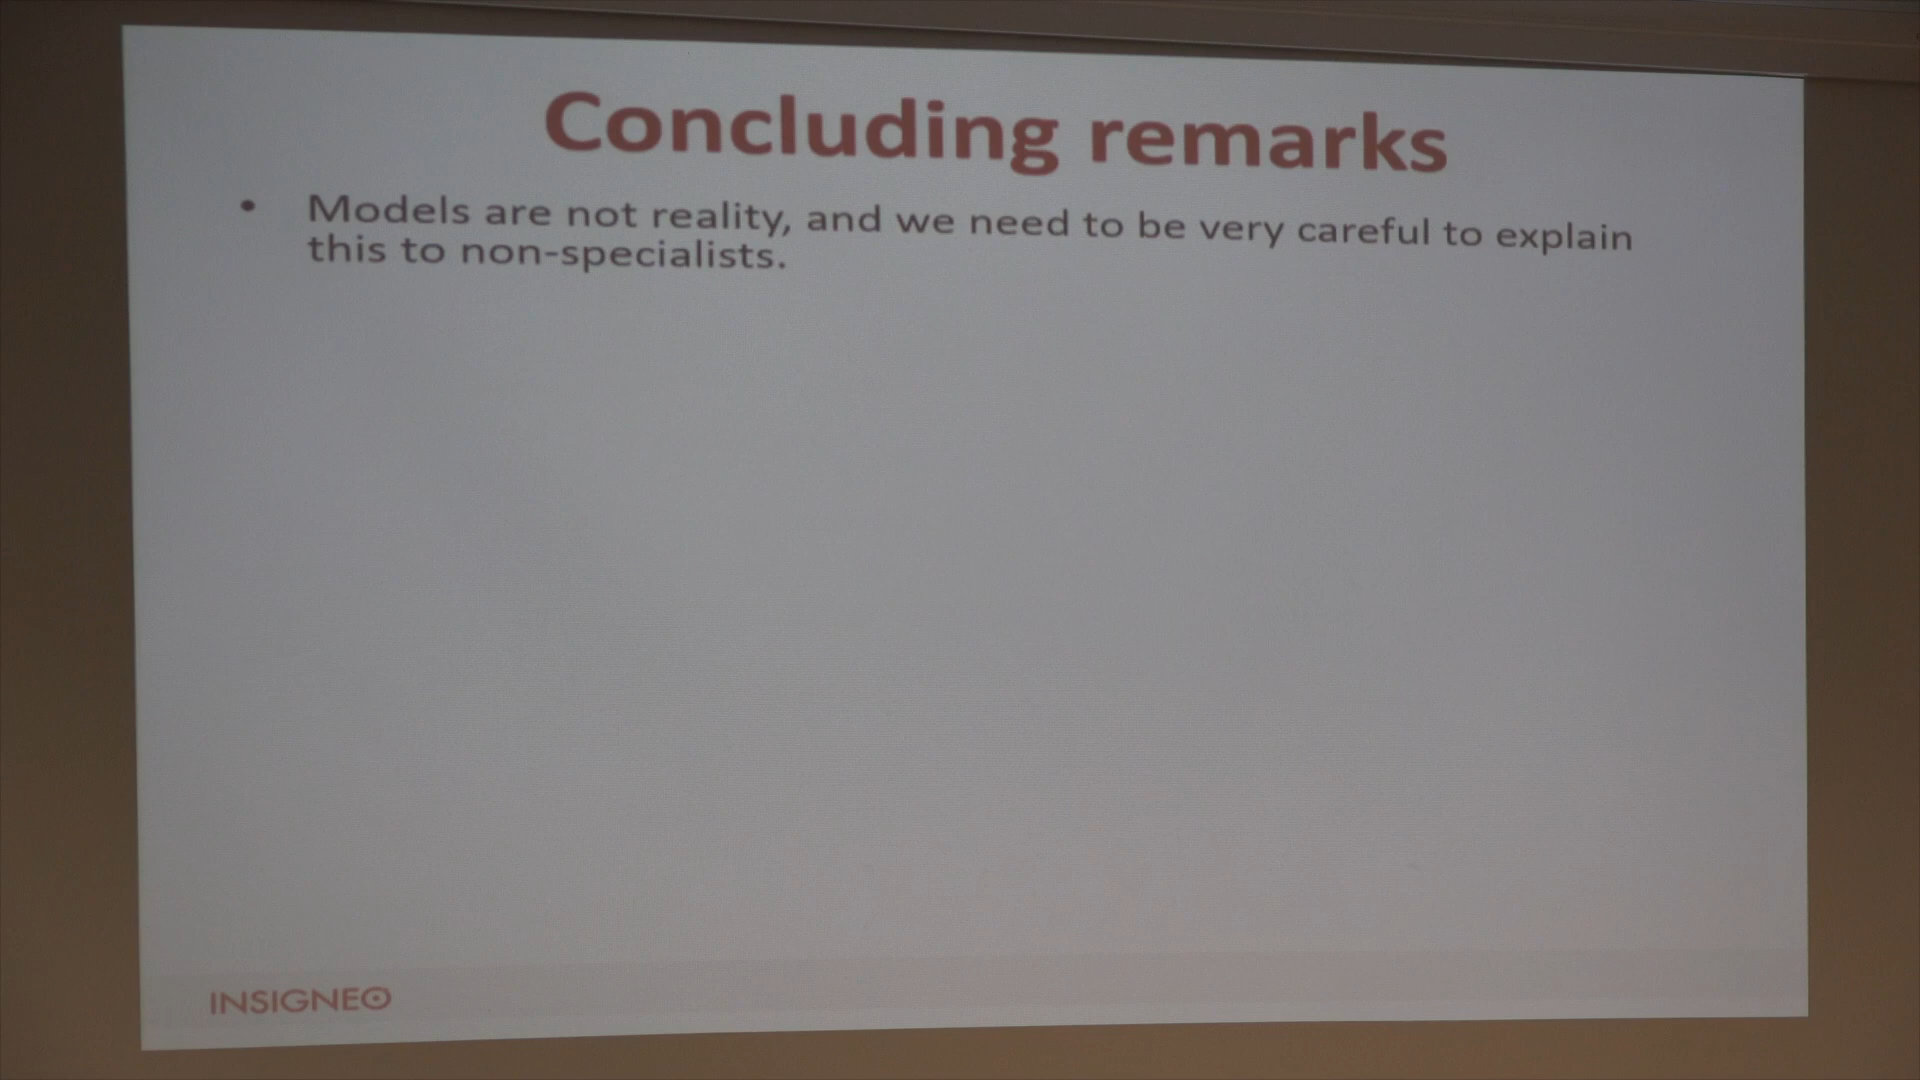 Concluding remarks
• Models are not reality, and we need to be very careful to explain
this to non-specialists.
INSIGNEO